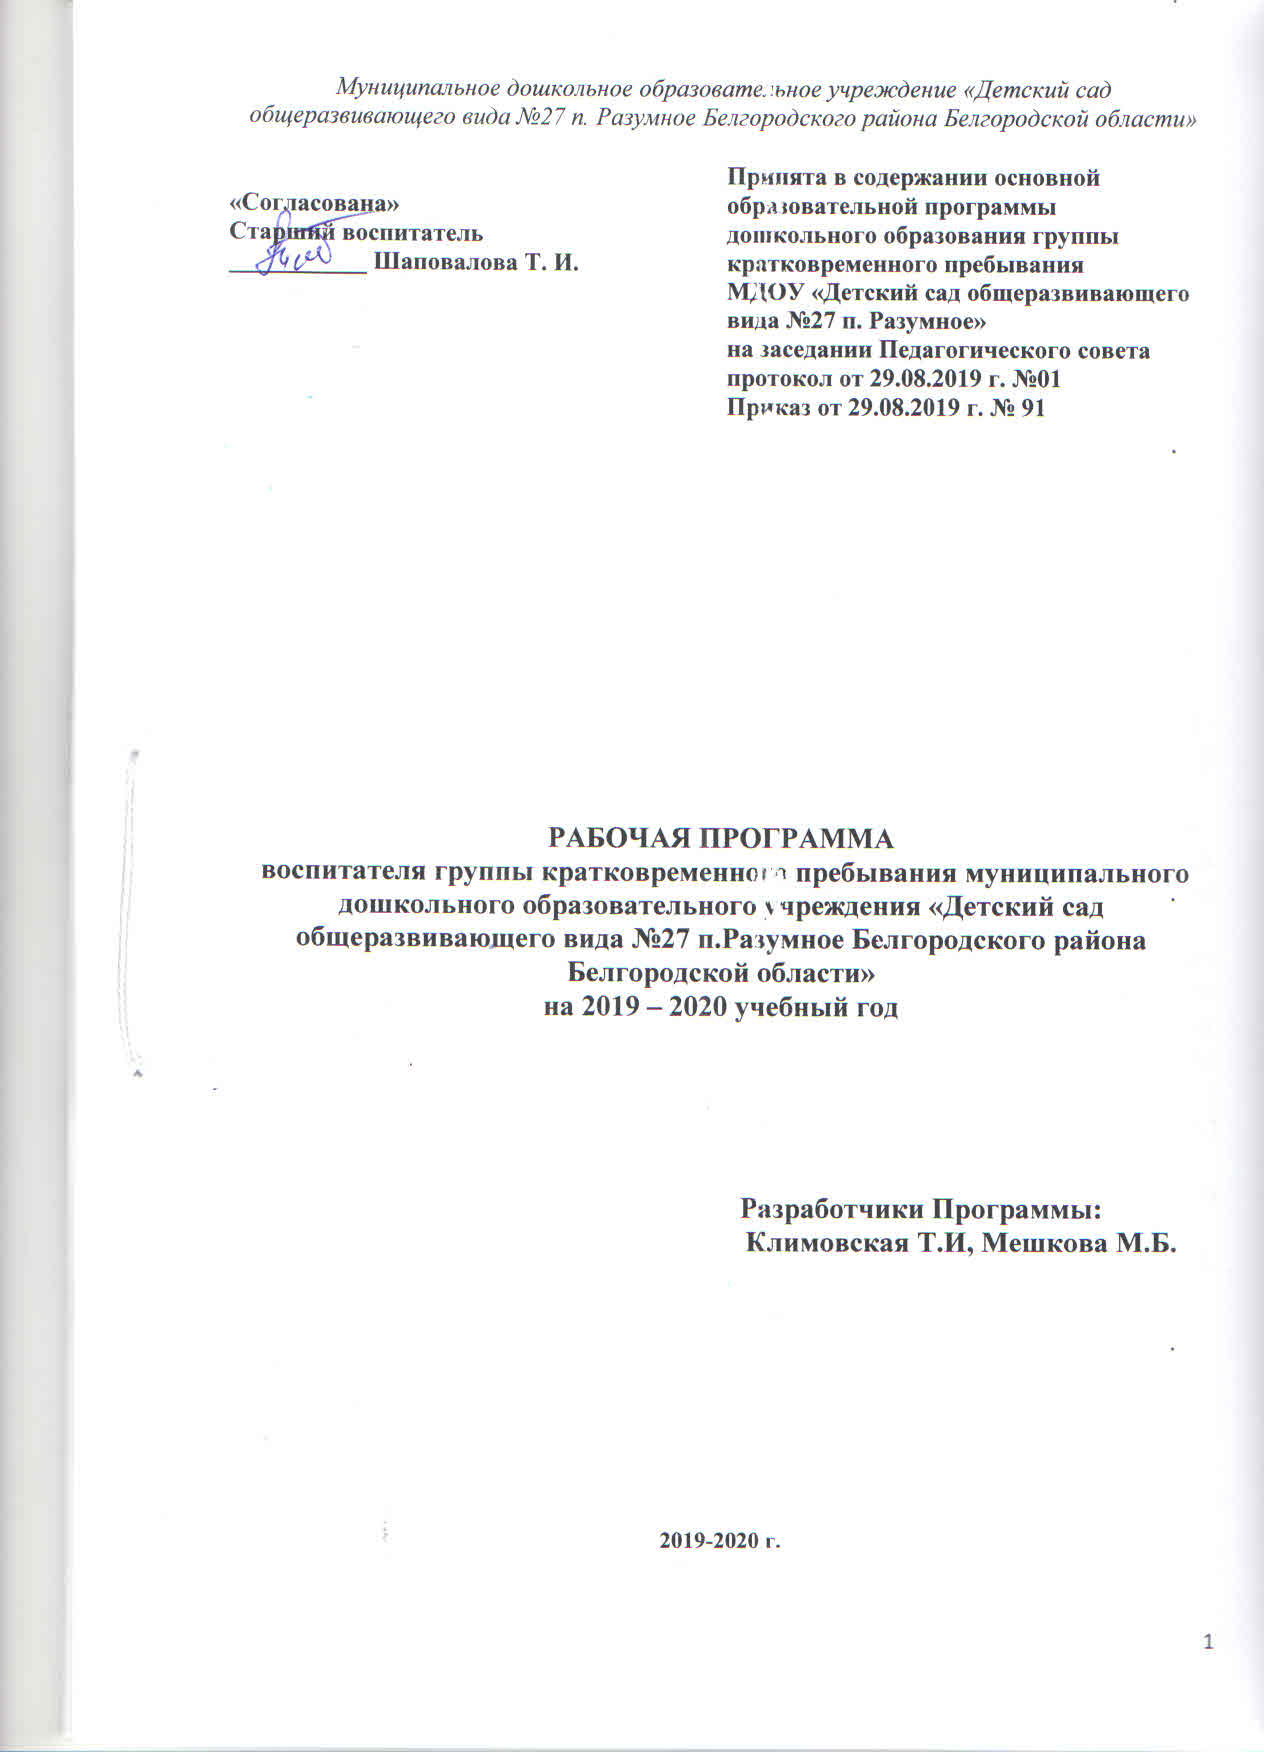 Муниципальное дошкольное образовательное учреждение «Детский сад
общеразвивающего вида №27 п. Разумное Белгородского района Белгородской области»
«Согласована»
Старший воспитатель
____________ Шаповалова Т. И.
Принята в содержании основной
образовательной программы
дошкольного образования группы
кратковременного пребывания
МДОУ «Детский сад общеразвивающего
вида №27 п. Разумное»
на заседании Педагогического совета
протокол от 29.08.2019 г. №01
Приказ от 29.08.2019 г. № 91
РАБОЧАЯ ПРОГРАММА
воспитателя группы кратковременного пребывания муниципального
дошкольного образовательного учреждения «Детский сад
общеразвивающего вида №27 п.Разумное Белгородского района
Белгородской области»
на 2019 – 2020 учебный год
Разработчики Программы:
Климовская Т.И, Мешкова М.Б.
2019-2020 г.
1